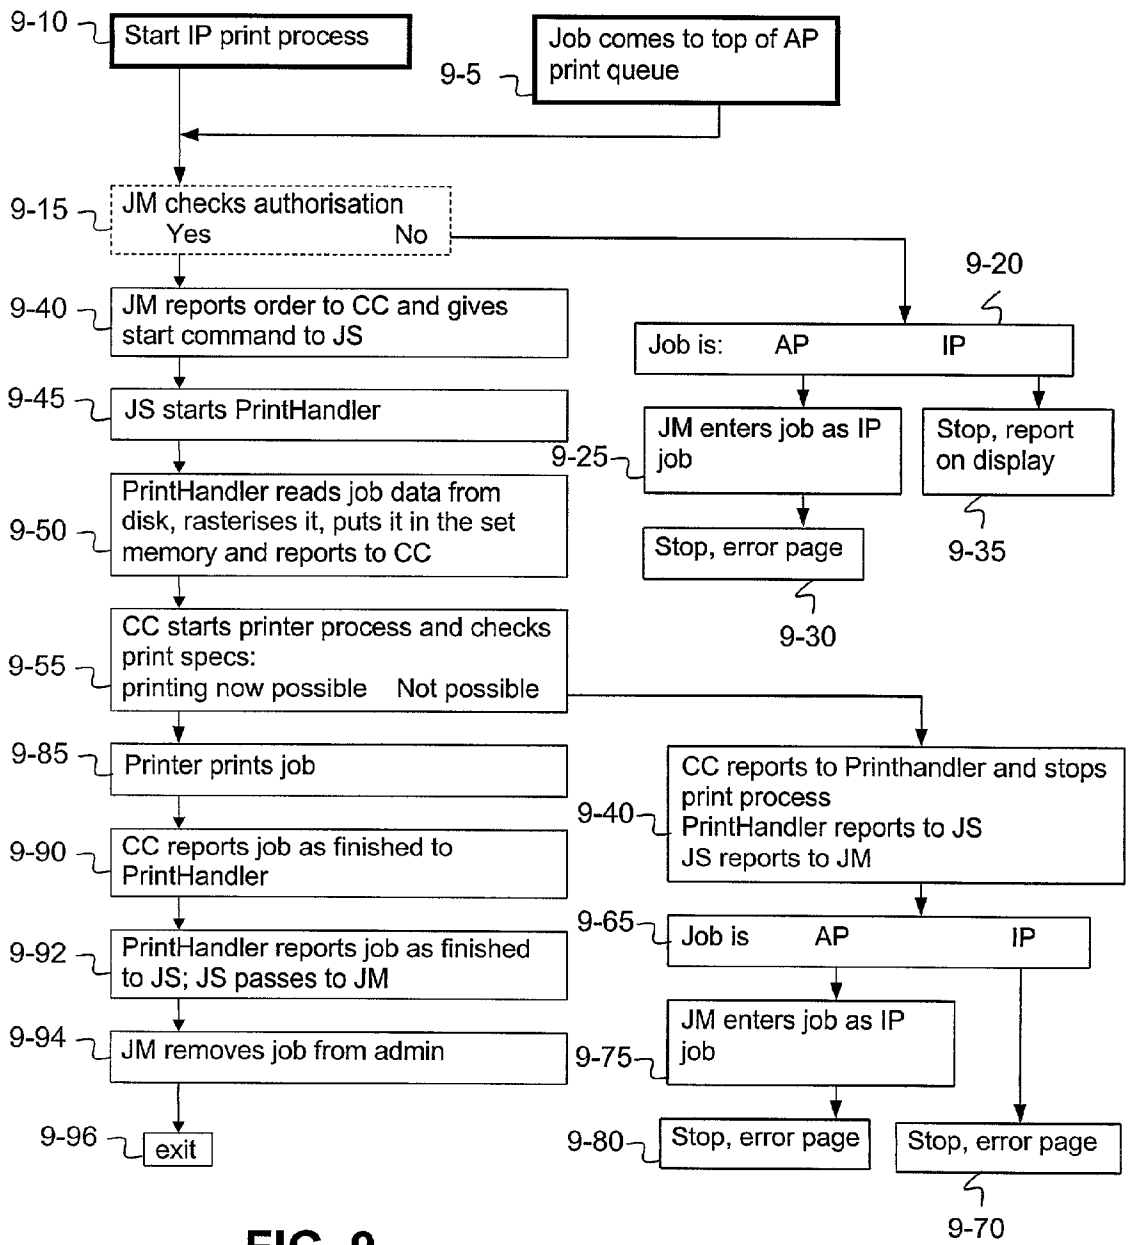 9-10
Start IP print process
Job comes to top of AP
print queue
9-5
9-15
JM checks authorisation
Yes No
9-20
Job is: AP IP
9-40
JM reports order to CC and gives
start command to JS
9-45
JS starts PrintHandler
9-25
JM enters job as IP
job
Stop, report
on display
9-35
9-50
PrintHandler reads job data from
disk, rasterises it, puts it in the set
memory and reports to CC
Stop, error page
9-30
9-55
CC starts printer process and checks
print specs:
printing now possible Not possible
9-85
Printer prints job
9-40
CC reports to Printhandler and stops
print process
PrintHandler reports to JS
JS reports to JM
9-90
CC reports job as finished to
PrintHandler
9-65
Job is AP IP
9-92
PrintHandler reports job as finished
to JS; JS passes to JM
9-75
JM enters job as IP
job
9-94
JM removes job from admin
9-96
exit
9-80
Stop, error page
Stop, error page
9-70
FIG. 9